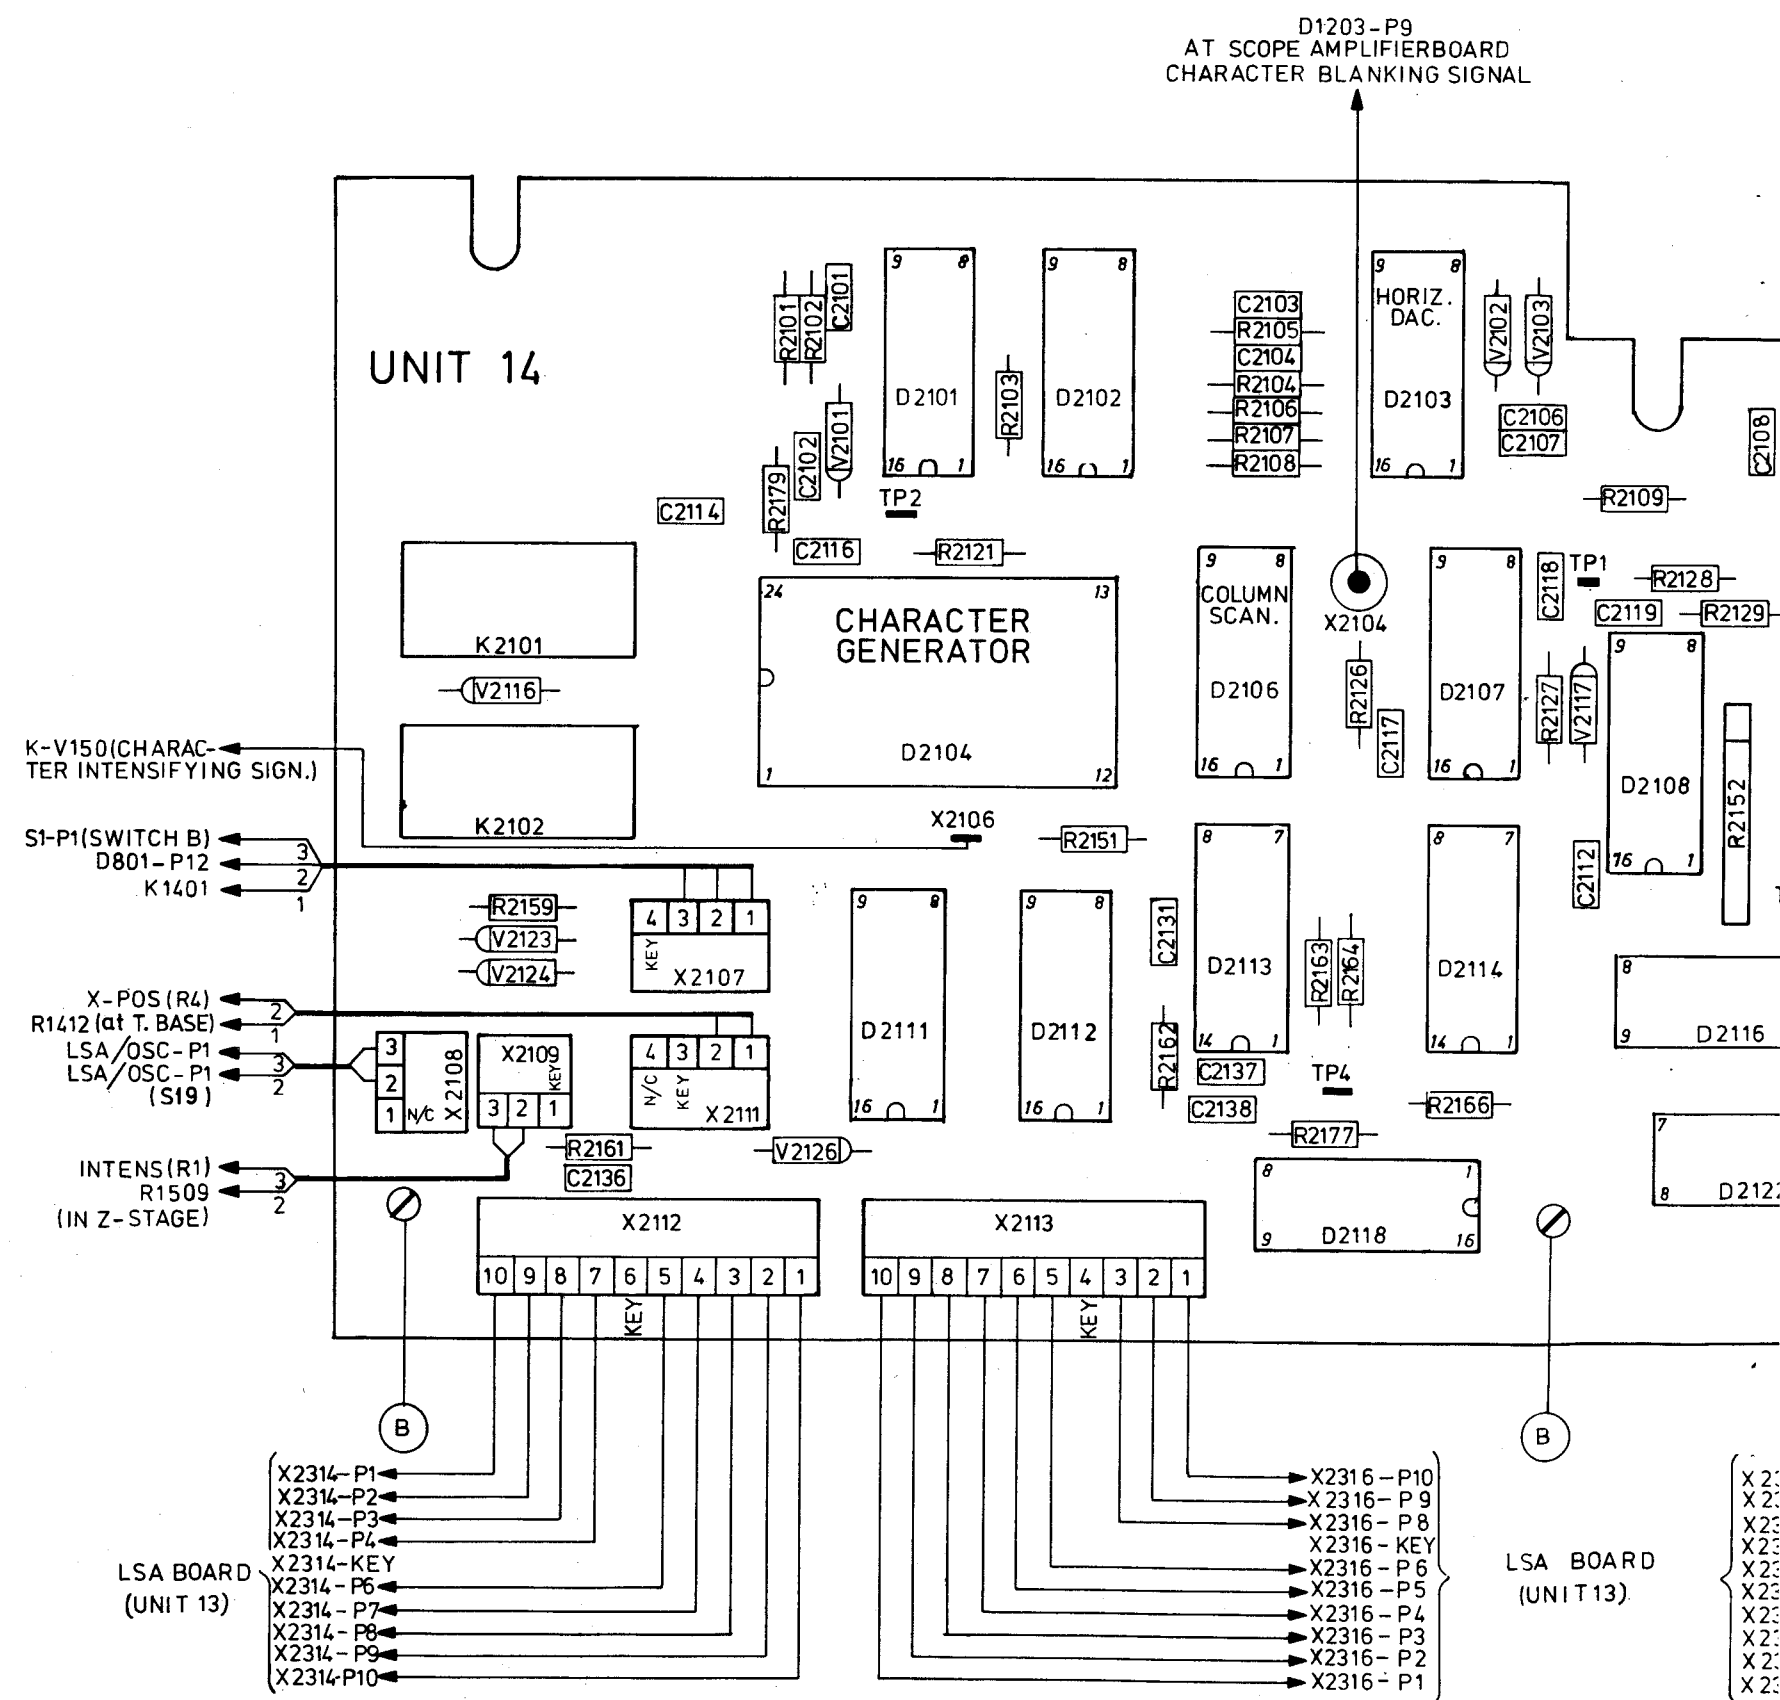 D1203-P9
AT SCOPE AMPLIFIERBOARD
CHARACTER BLANKING SIGNAL
UNIT 14
R2101
R2102
C2101
9 8
D2101
16 1
R2103
9 8
D2102
16 1
C2103
R2105
C2104
R2104
R2106
R2107
R2108
9 8
HORIZ.
DAC.
D2103
16 1
V2102
V2103
C2106
C2107
C2108
R2109
V2101
C2102
R2179
C2114
TP2
C2116
R2121
K2101
V2116
K2102
24 13
CHARACTER
GENERATOR
D2104
1 12
9 8
COLUMN
SCAN.
D2106
16 1
X2104
R2126
C2117
9 8
D2107
16 1
C2118
TP1
R2128
C2119
R2129
R2127
V2117
9 8
D2108
16 1
R2152
C2112
K-V150(CHARAC-
TER INTENSIFYING SIGN.)
S1-P1(SWITCH B)
D801-P12
K1401
3
2
1
X2106
R2151
R2159
V2123
V2124
4 3 2 1
KEY
X2107
9 8
D2111
16 1
9 8
D2112
16 1
C2131
R2162
8 7
D2113
14 1
R2163
R2164
8 7
D2114
14 1
8
D2116
9
X-POS(R4)
R1412(at T. BASE)
2
1
LSA/OSC-P1
LSA/OSC-P1
(S19)
3
2
3
2
1
N/C
X2108
X2109
KEY
3 2 1
4 3 2 1
N/C
KEY
X2111
C2137
C2138
TP4
R2166
R2177
R2161
C2136
V2126
8 1
D2118
9 16
7
8 D2122
INTENS(R1)
R1509
(IN Z-STAGE)
3
2
X2112
10 9 8 7 6 5 4 3 2 1
KEY
X2113
10 9 8 7 6 5 4 3 2 1
KEY
B
B
X2314-P1
X2314-P2
X2314-P3
X2314-P4
X2314-KEY
X2314-P6
X2314-P7
X2314-P8
X2314-P9
X2314-P10
LSA BOARD
(UNIT 13)
X2316-P10
X2316-P9
X2316-P8
X2316-KEY
X2316-P6
X2316-P5
X2316-P4
X2316-P3
X2316-P2
X2316-P1
LSA BOARD
(UNIT13)